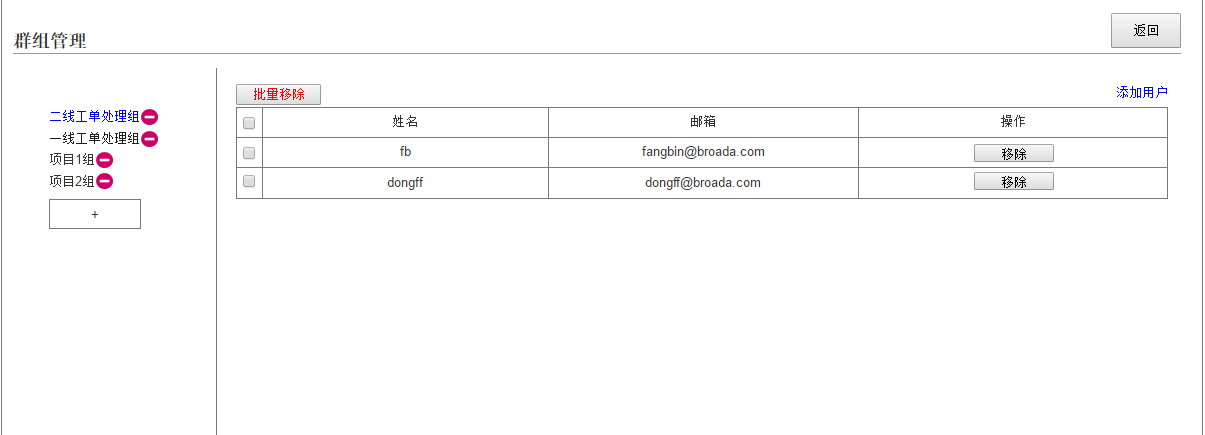 群组管理
返回
二线工单处理组
一线工单处理组
项目1组
项目2组
+
批量移除
添加用户
姓名 邮箱 操作
fb fangbin@broada.com 移除
dongff dongff@broada.com 移除